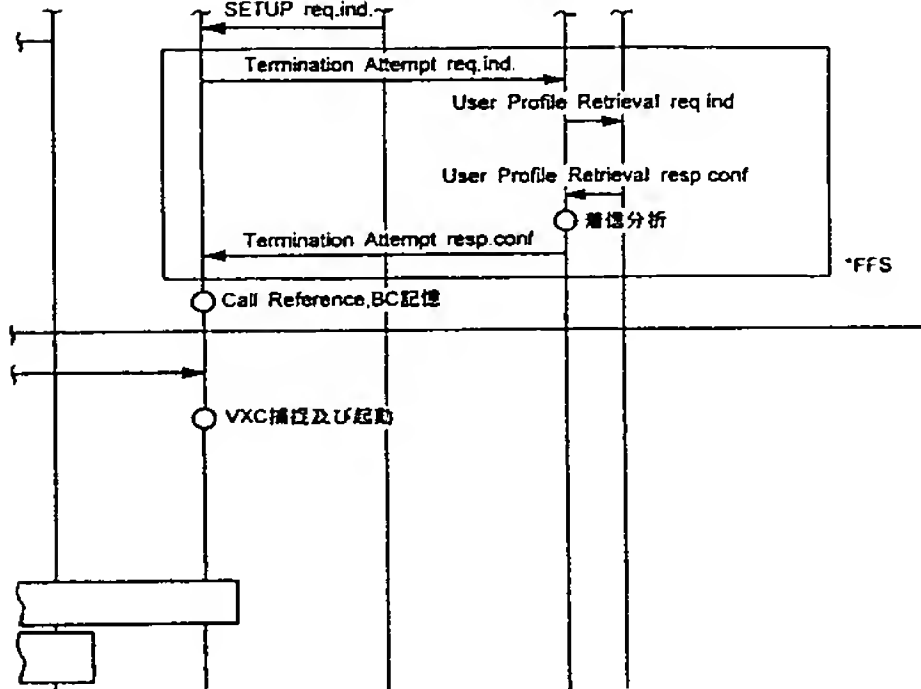 SETUP req.ind.
Termination Attempt req.ind.
User Profile Retrieval req ind
User Profile Retrieval resp conf
着信分析
Termination Attempt resp.conf
*FFS
Call Reference,BC記憶
VXC捕捉及び起動